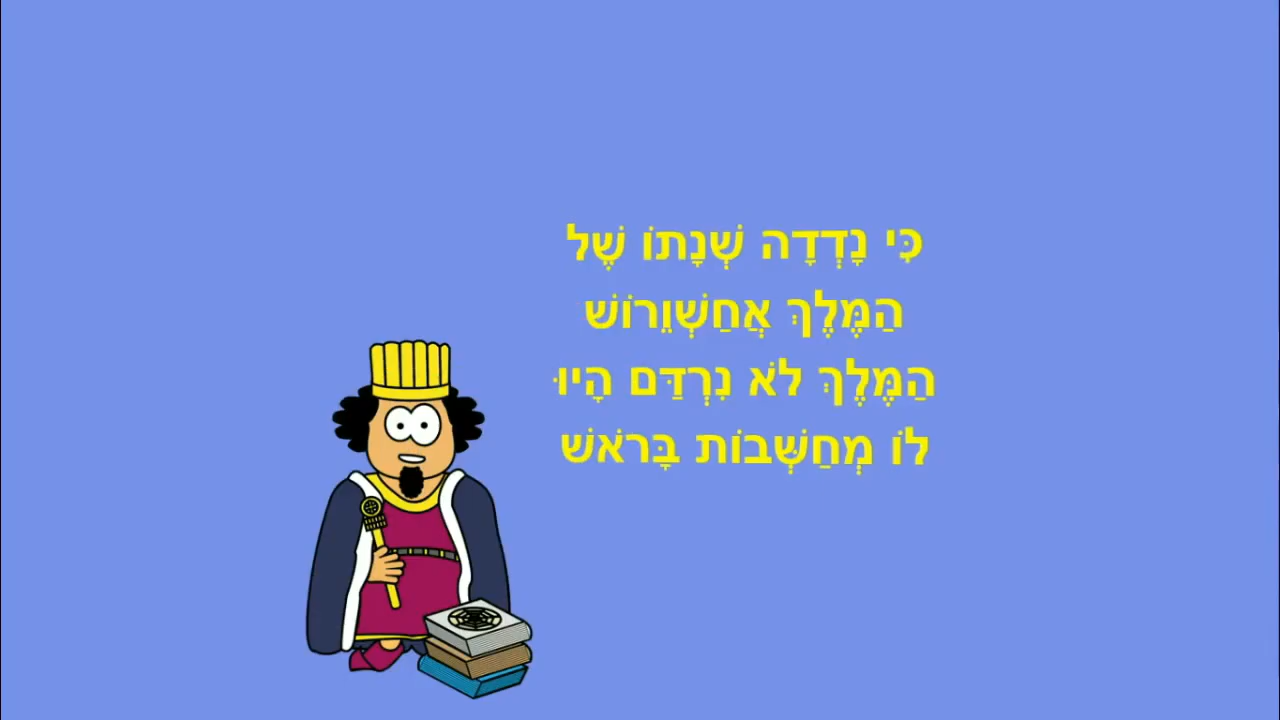 כִּי נָדְדָה שְׁנָתוֹ שֶׁל
הַמֶּלֶךְ אֲחַשְׁוֵרוֹשׁ
הַמֶּלֶךְ לֹא נִרְדַּם הָיוּ
לוֹ מְחַשְּׁבוֹת בָּרֹאשׁ